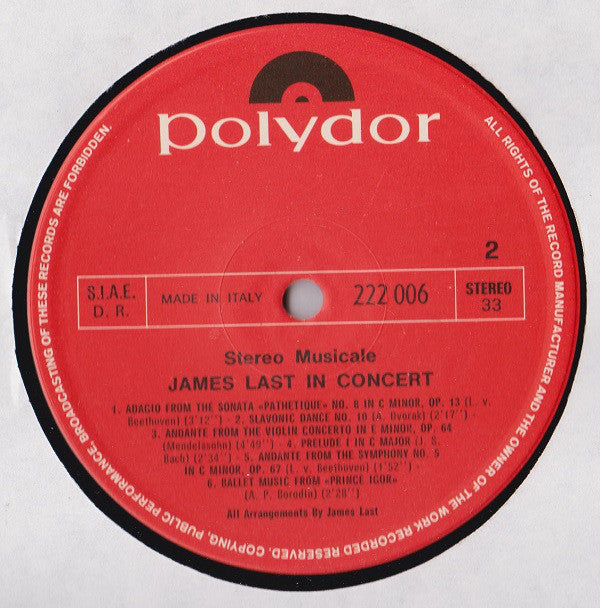 polydor
ALL RIGHTS OF THE RECORD MANUFACTURER AND THE OWNER OF THE WORK RECORDED RESERVED. COPYING, PUBLIC PERFORMANCE, BROADCASTING OF THESE RECORDS ARE FORBIDDEN.
2
S.I.A.E. MADE IN ITALY 222 006 STEREO
D. R. 33
Stereo Musicale
JAMES LAST IN CONCERT
1. ADAGIO FROM THE SONATA «PATHETIQUE» NO. 8 IN C MINOR, OP. 13 (L. v.
Beethoven) (3'12'') - 2. SLAVONIC DANCE NO. 10 (A. Dvorak) (2'17'') -
3. ANDANTE FROM THE VIOLIN CONCERTO IN E MINOR, OP. 64
(Mendelssohn) (4'49'') - 4. PRELUDE I IN C MAJOR (J. S.
Bach) (2'34'') - 5. ANDANTE FROM THE SYMPHONY NO. 5
IN C MINOR, OP. 67 (L. v. Beethoven) (1'52'') -
6. BALLET MUSIC FROM «PRINCE IGOR»
(A. P. Borodin) (2'28'')
All Arrangements By James Last